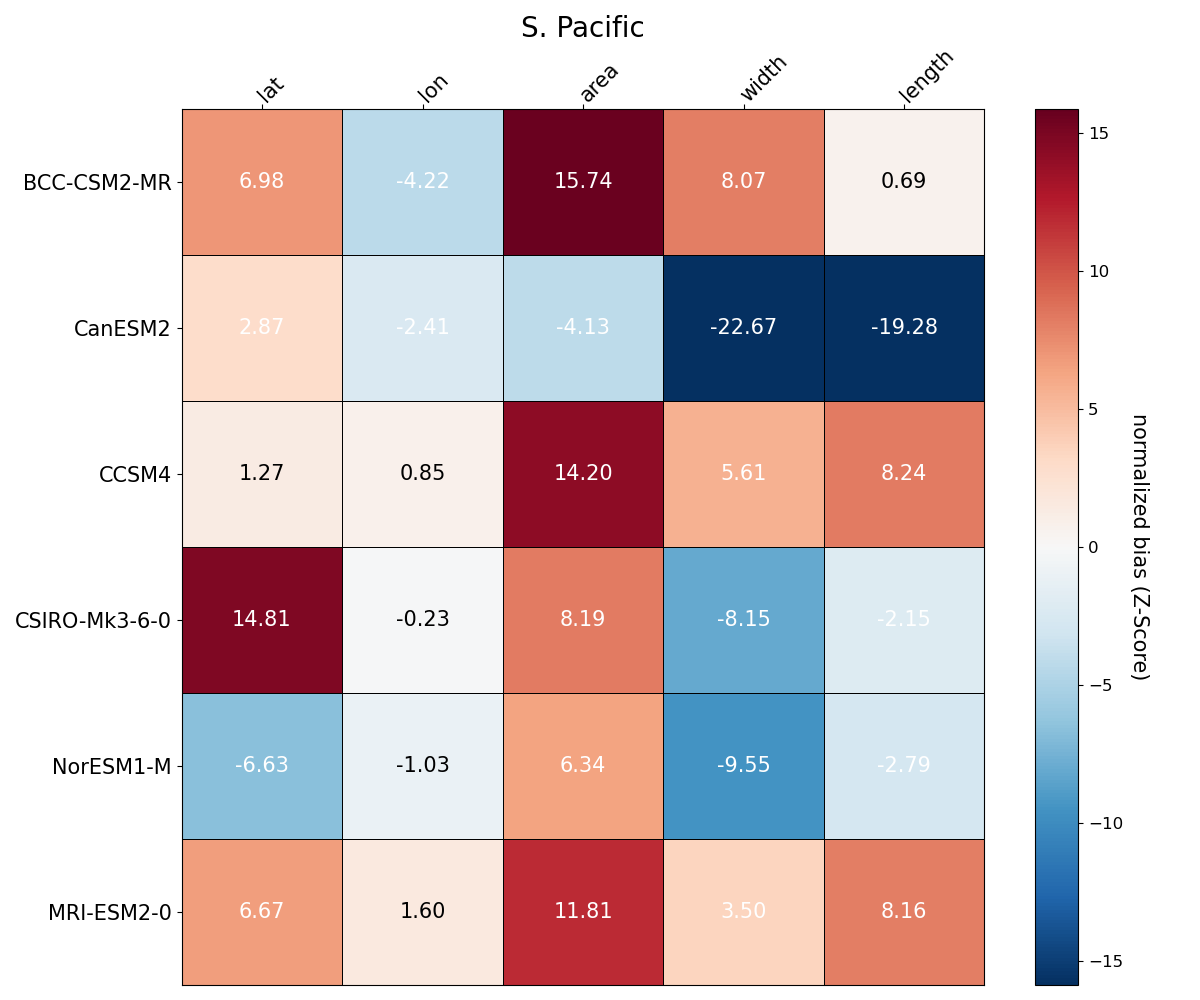 S. Pacific
lat lon area width length
BCC-CSM2-MR 6.98 -4.22 15.74 8.07 0.69
CanESM2 2.87 -2.41 -4.13 -22.67 -19.28
CCSM4 1.27 0.85 14.20 5.61 8.24
CSIRO-Mk3-6-0 14.81 -0.23 8.19 -8.15 -2.15
NorESM1-M -6.63 -1.03 6.34 -9.55 -2.79
MRI-ESM2-0 6.67 1.60 11.81 3.50 8.16
15
10
5
0
−5
−10
−15
normalized bias (Z-Score)